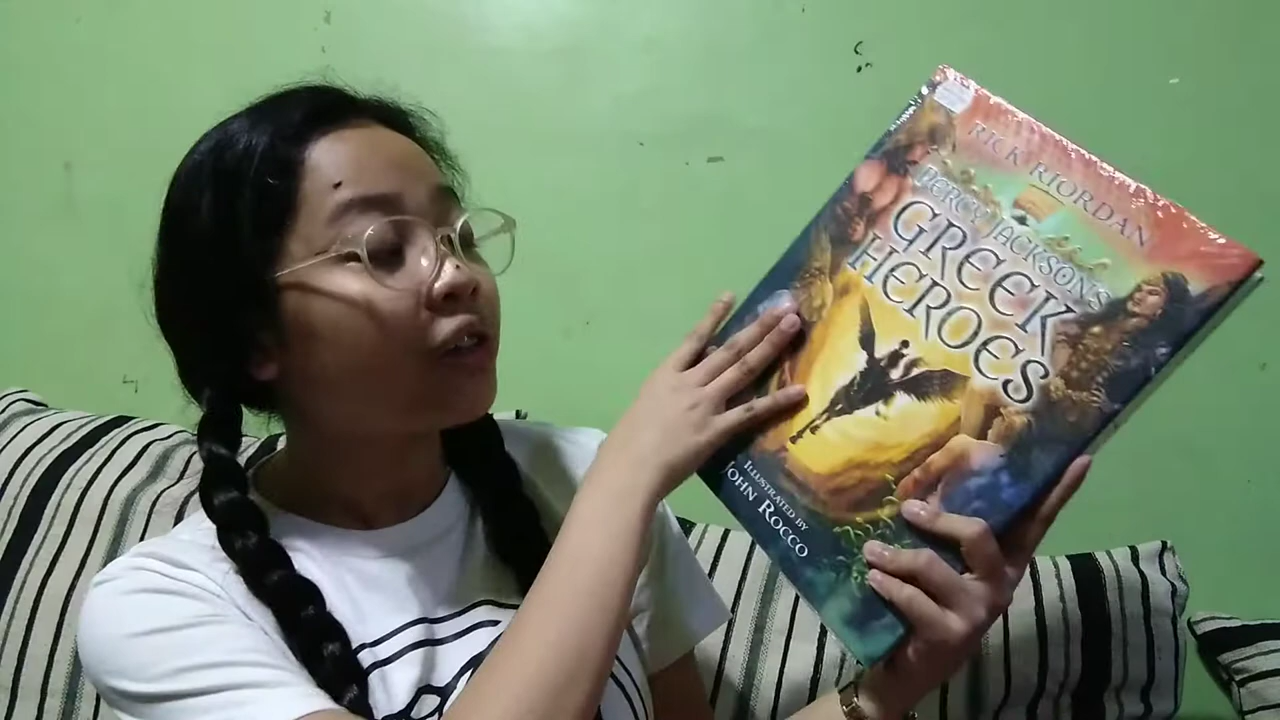 RICK RIORDAN
PERCY JACKSON'S
GREEK
HEROES
ILLUSTRATED BY
JOHN ROCCO